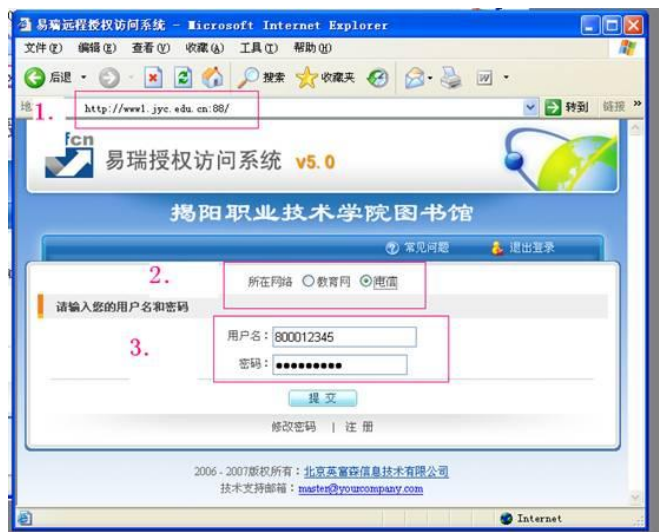 易瑞远程授权访问系统 - Microsoft Internet Explorer
文件(F) 编辑(E) 查看(V) 收藏(A) 工具(T) 帮助(H)
后退 搜索 收藏夹
1. http://www1.jyc.edu.cn:88/ 转到 链接 »
fcn
易瑞授权访问系统 v5.0
揭阳职业技术学院图书馆
常见问题 退出登录
2. 所在网络 教育网 电信
请输入您的用户名和密码
用户名：800012345
3.
密码：●●●●●●●●●
提 交
修改密码 | 注 册
2006 - 2007版权所有：北京英富森信息技术有限公司
技术支持邮箱：master@yourcompany.com
Internet